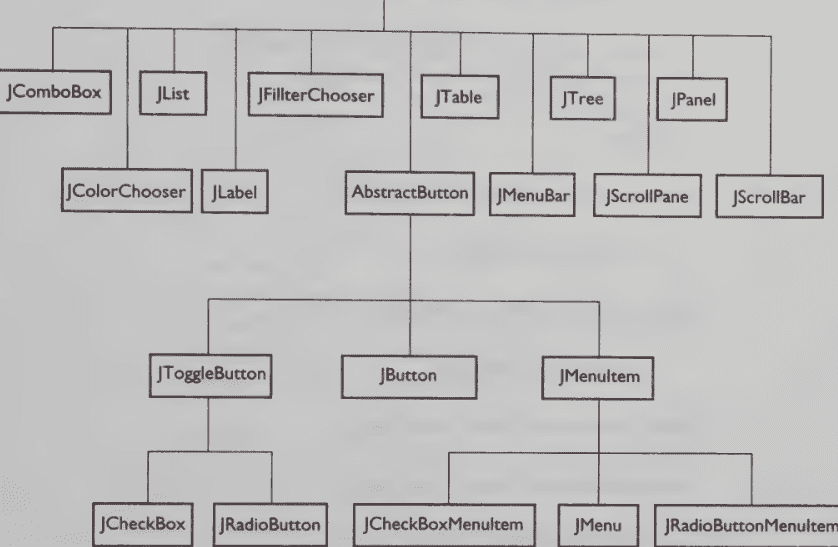 JComboBox
JList
JFillterChooser
JTable
JTree
JPanel
JColorChooser
JLabel
AbstractButton
JMenuBar
JScrollPane
JScrollBar
JToggleButton
JButton
JMenuItem
JCheckBox
JRadioButton
JCheckBoxMenuItem
JMenu
JRadioButtonMenuItem